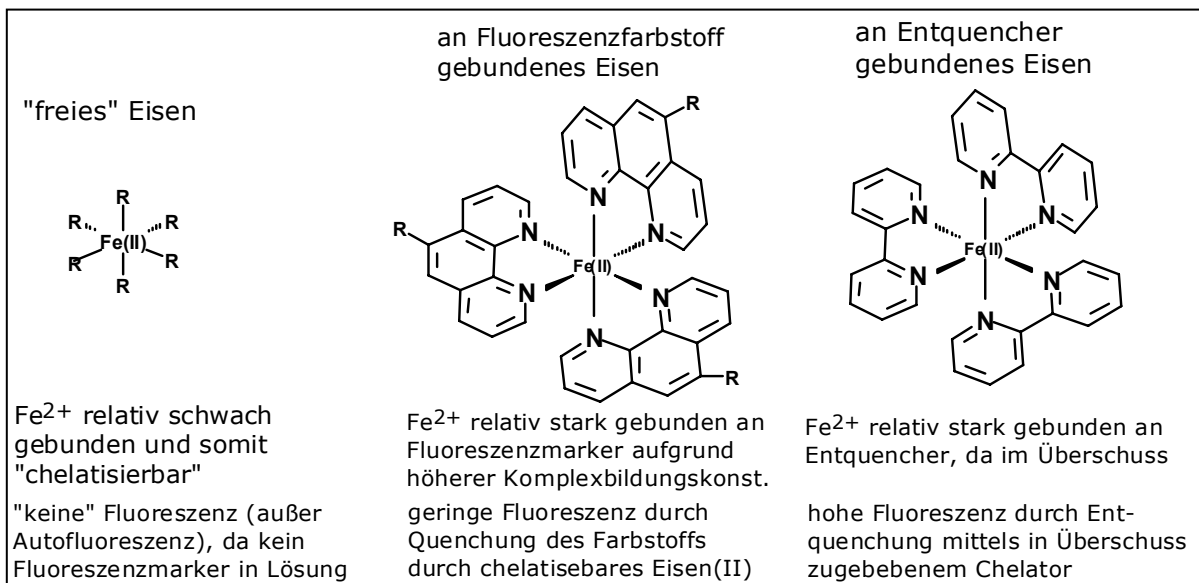 "freies" Eisen
R
R
R
Fe(II)
R
R
R
Fe2+ relativ schwach
gebunden und somit
"chelatisierbar"
"keine" Fluoreszenz (außer
Autofluoreszenz), da kein
Fluoreszenzmarker in Lösung
an Fluoreszenzfarbstoff
gebundenes Eisen
R
N
N
R
N
Fe(II)
N
N
N
R
Fe2+ relativ stark gebunden an
Fluoreszenzmarker aufgrund
höherer Komplexbildungskonst.
geringe Fluoreszenz durch
Quenchung des Farbstoffs
durch chelatisebares Eisen(II)
an Entquencher
gebundenes Eisen
N
N
N
Fe(II)
N
N
N
Fe2+ relativ stark gebunden an
Entquencher, da im Überschuss
hohe Fluoreszenz durch Ent-
quenchung mittels in Überschuss
zugebebenem Chelator